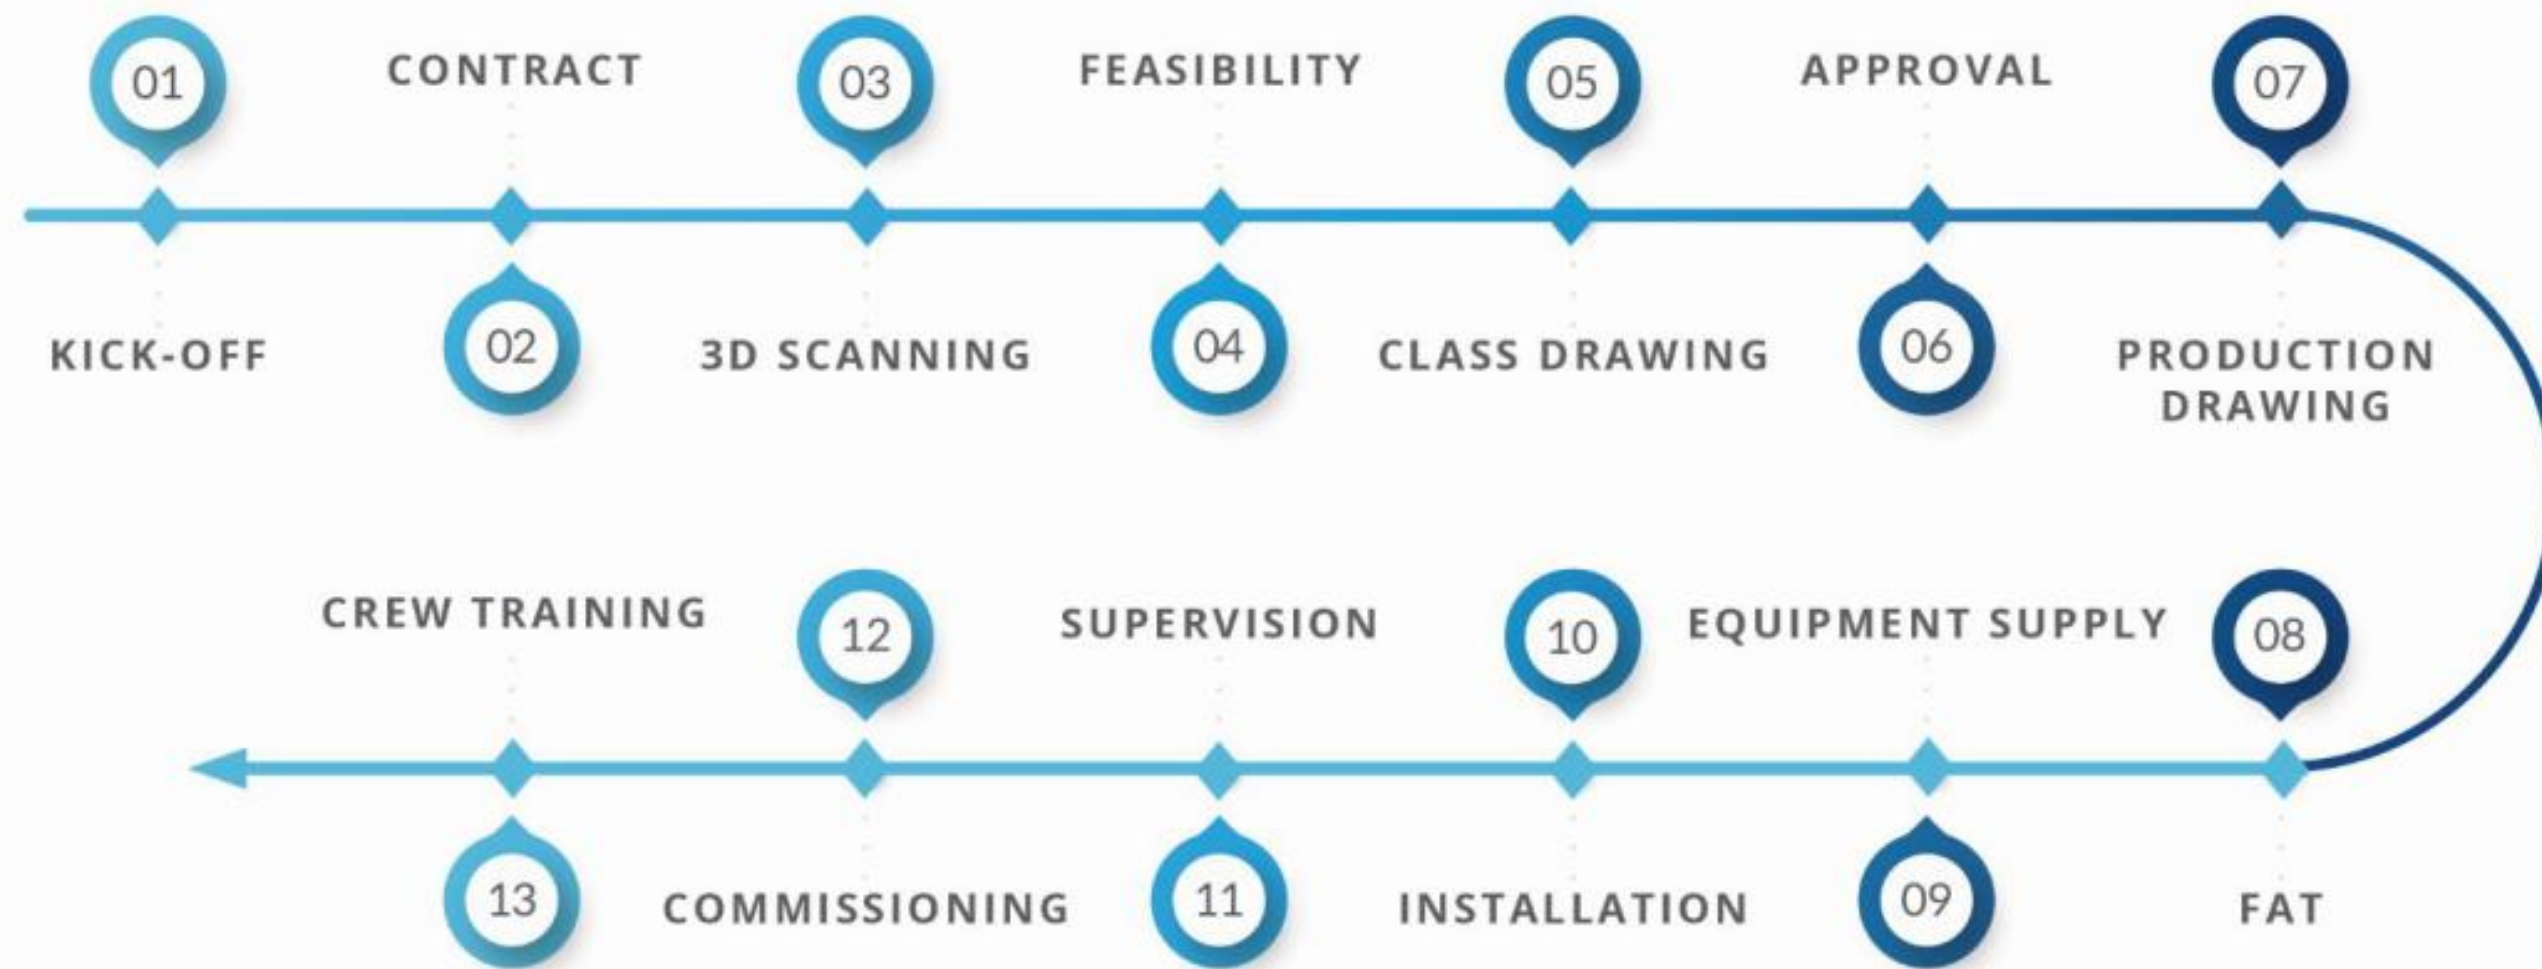 01
KICK-OFF
CONTRACT
02
03
3D SCANNING
FEASIBILITY
04
05
CLASS DRAWING
APPROVAL
06
07
PRODUCTION
DRAWING
08
FAT
EQUIPMENT SUPPLY
09
10
INSTALLATION
SUPERVISION
11
12
COMMISSIONING
CREW TRAINING
13